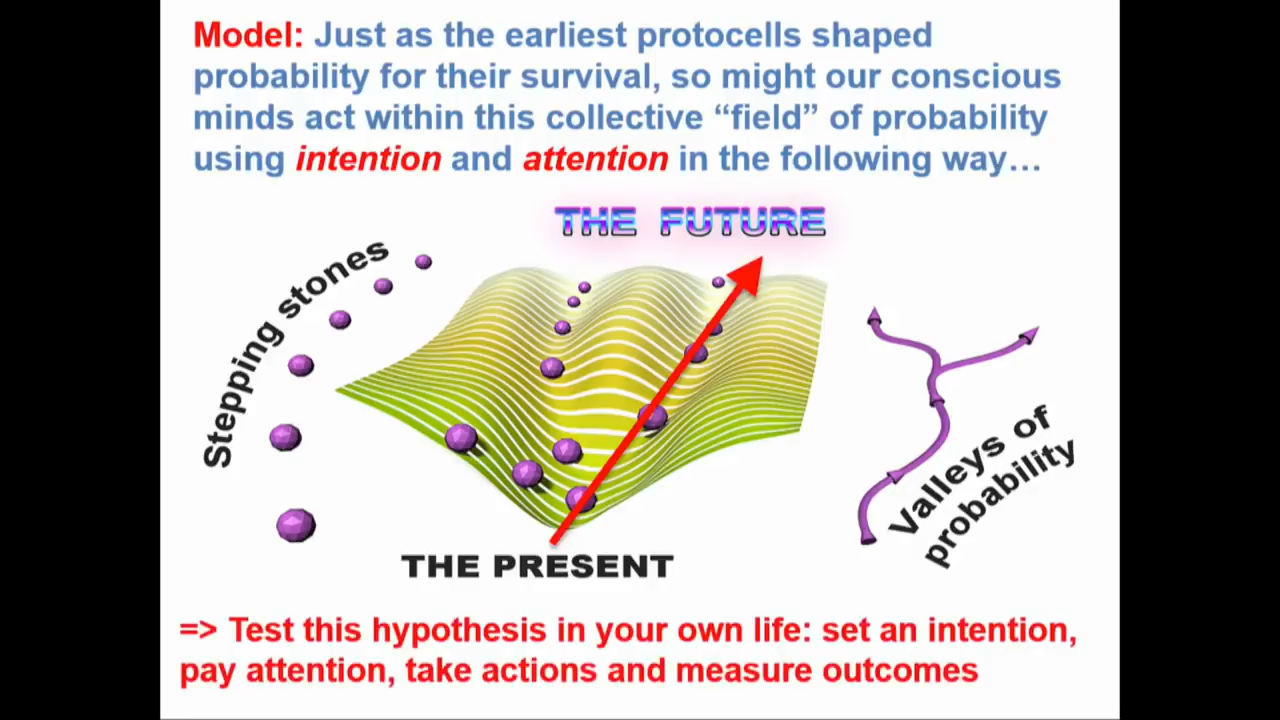 Model: Just as the earliest protocells shaped
probability for their survival, so might our conscious
minds act within this collective “field” of probability
using intention and attention in the following way…
THE FUTURE
Stepping stones
Valleys of
probability
THE PRESENT
=> Test this hypothesis in your own life: set an intention,
pay attention, take actions and measure outcomes